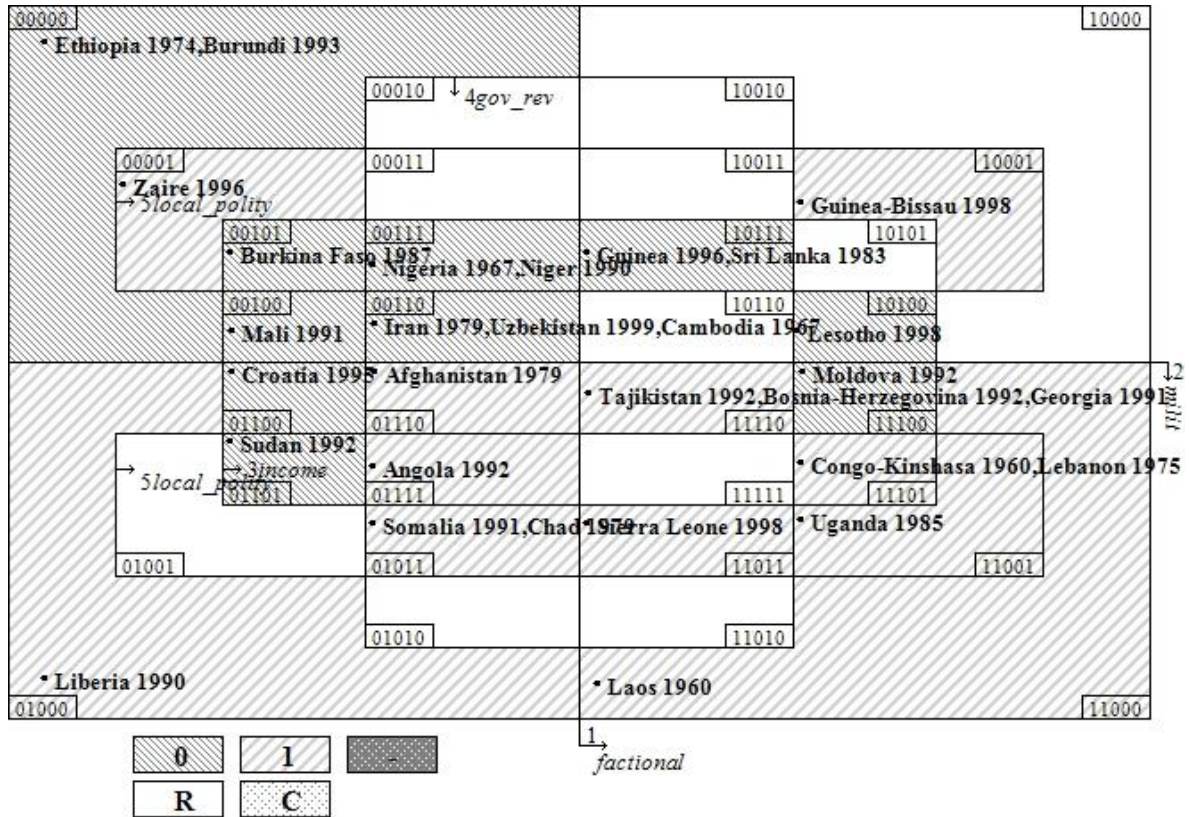 00000 10000
Ethiopia 1974,Burundi 1993
00010 10010
4gov_rev
00001 00011 10011 10001
Zaire 1996
5local_polity Guinea-Bissau 1998
00101 00111 10111 10101
Burkina Faso 1987 Guinea 1996,Sri Lanka 1983
Nigeria 1967,Niger 1990
00100 00110 10110 10100
Mali 1991 Iran 1979,Uzbekistan 1999,Cambodia 1967 Lesotho 1998
2
Croatia 1995 Afghanistan 1979 Moldova 1992
Tajikistan 1992,Bosnia-Herzegovina 1992,Georgia 1991
01100 01110 11110 11100
Sudan 1992
3income Angola 1992 Congo-Kinshasa 1960,Lebanon 1975
5local_polity
01101 01111 11111 11101
Somalia 1991,Chad 1979 Sierra Leone 1998 Uganda 1985
01001 01011 11011 11001
01010 11010
Liberia 1990 Laos 1960
01000 11000
1
factional
0 1 -
R C